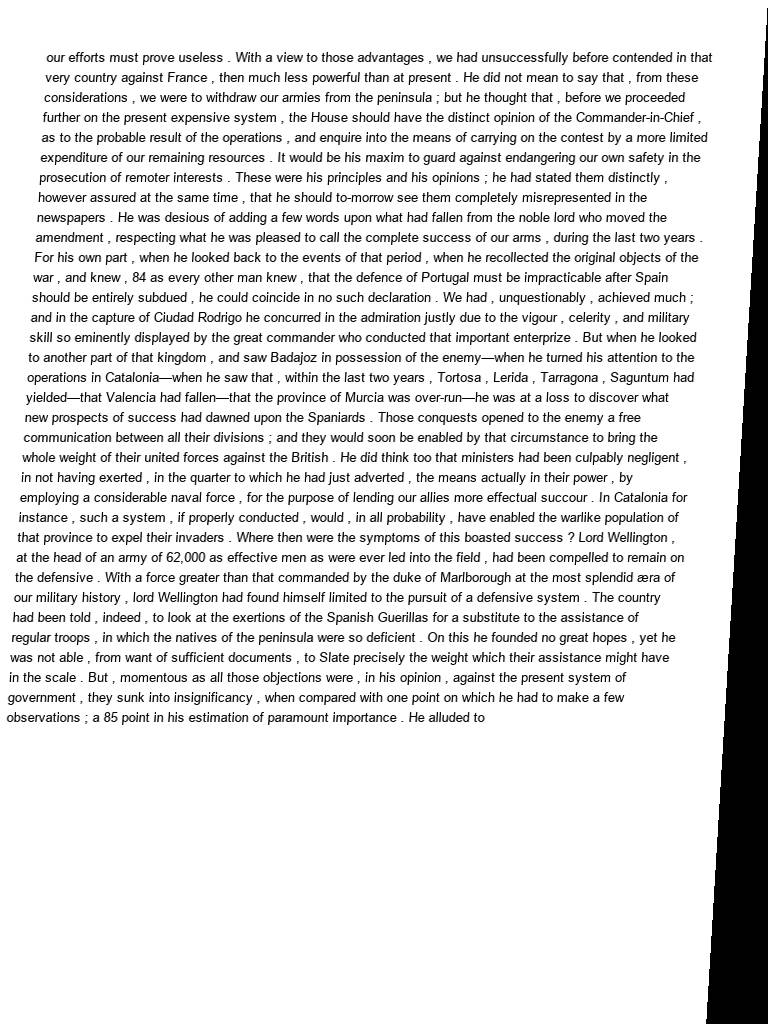 our efforts must prove useless . With a view to those advantages , we had unsuccessfully before contended in that
very country against France , then much less powerful than at present . He did not mean to say that , from these
considerations , we were to withdraw our armies from the peninsula ; but he thought that , before we proceeded
further on the present expensive system , the House should have the distinct opinion of the Commander-in-Chief ,
as to the probable result of the operations , and enquire into the means of carrying on the contest by a more limited
expenditure of our remaining resources . It would be his maxim to guard against endangering our own safety in the
prosecution of remoter interests . These were his principles and his opinions ; he had stated them distinctly ,
however assured at the same time , that he should to-morrow see them completely misrepresented in the
newspapers . He was desious of adding a few words upon what had fallen from the noble lord who moved the
amendment , respecting what he was pleased to call the complete success of our arms , during the last two years .
For his own part , when he looked back to the events of that period , when he recollected the original objects of the
war , and knew , 84 as every other man knew , that the defence of Portugal must be impracticable after Spain
should be entirely subdued , he could coincide in no such declaration . We had , unquestionably , achieved much ;
and in the capture of Ciudad Rodrigo he concurred in the admiration justly due to the vigour , celerity , and military
skill so eminently displayed by the great commander who conducted that important enterprize . But when he looked
to another part of that kingdom , and saw Badajoz in possession of the enemy—when he turned his attention to the
operations in Catalonia—when he saw that , within the last two years , Tortosa , Lerida , Tarragona , Saguntum had
yielded—that Valencia had fallen—that the province of Murcia was over-run—he was at a loss to discover what
new prospects of success had dawned upon the Spaniards . Those conquests opened to the enemy a free
communication between all their divisions ; and they would soon be enabled by that circumstance to bring the
whole weight of their united forces against the British . He did think too that ministers had been culpably negligent ,
in not having exerted , in the quarter to which he had just adverted , the means actually in their power , by
employing a considerable naval force , for the purpose of lending our allies more effectual succour . In Catalonia for
instance , such a system , if properly conducted , would , in all probability , have enabled the warlike population of
that province to expel their invaders . Where then were the symptoms of this boasted success ? Lord Wellington ,
at the head of an army of 62,000 as effective men as were ever led into the field , had been compelled to remain on
the defensive . With a force greater than that commanded by the duke of Marlborough at the most splendid æra of
our military history , lord Wellington had found himself limited to the pursuit of a defensive system . The country
had been told , indeed , to look at the exertions of the Spanish Guerillas for a substitute to the assistance of
regular troops , in which the natives of the peninsula were so deficient . On this he founded no great hopes , yet he
was not able , from want of sufficient documents , to Slate precisely the weight which their assistance might have
in the scale . But , momentous as all those objections were , in his opinion , against the present system of
government , they sunk into insignificancy , when compared with one point on which he had to make a few
observations ; a 85 point in his estimation of paramount importance . He alluded to